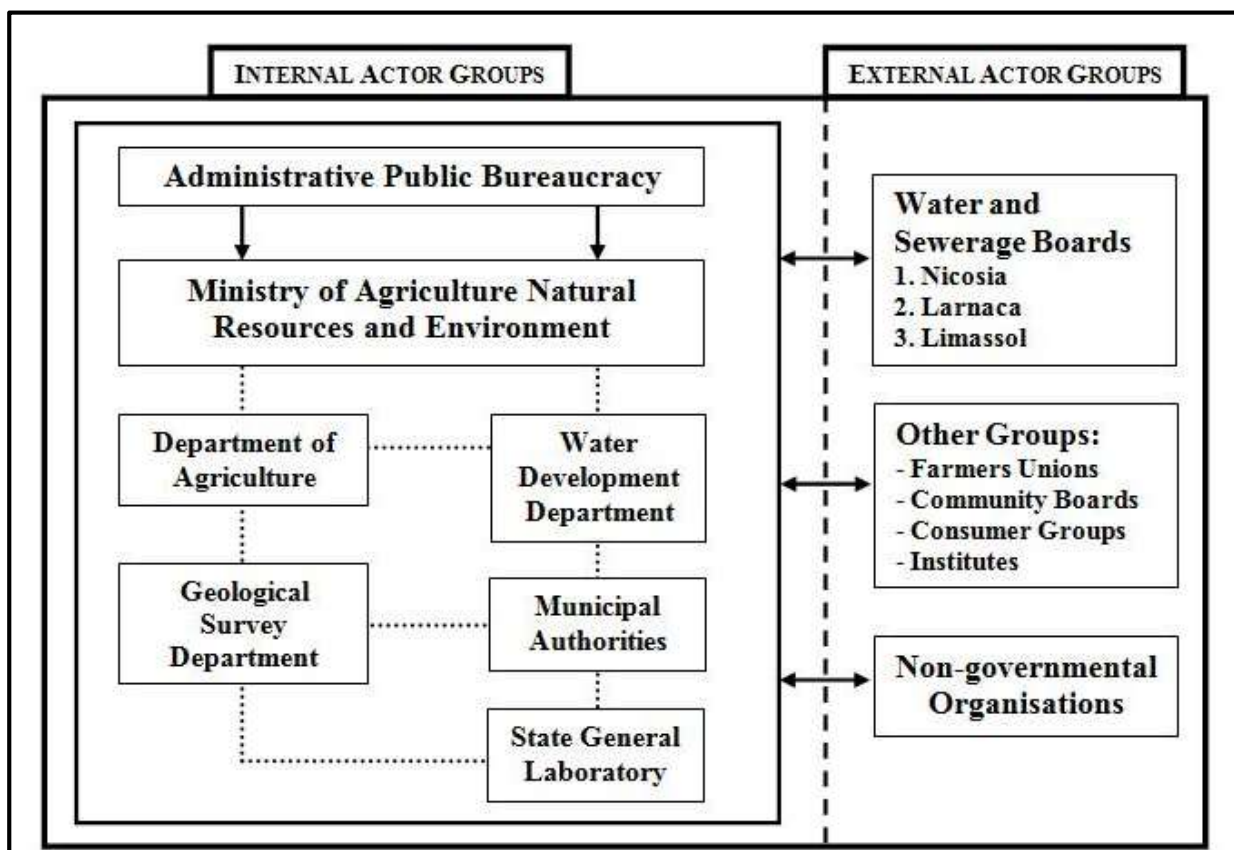 INTERNAL ACTOR GROUPS
EXTERNAL ACTOR GROUPS
Administrative Public Bureaucracy
Ministry of Agriculture Natural
Resources and Environment
Department of
Agriculture
Water
Development
Department
Geological
Survey
Department
Municipal
Authorities
State General
Laboratory
Water and
Sewerage Boards
1. Nicosia
2. Larnaca
3. Limassol
Other Groups:
- Farmers Unions
- Community Boards
- Consumer Groups
- Institutes
Non-governmental
Organisations